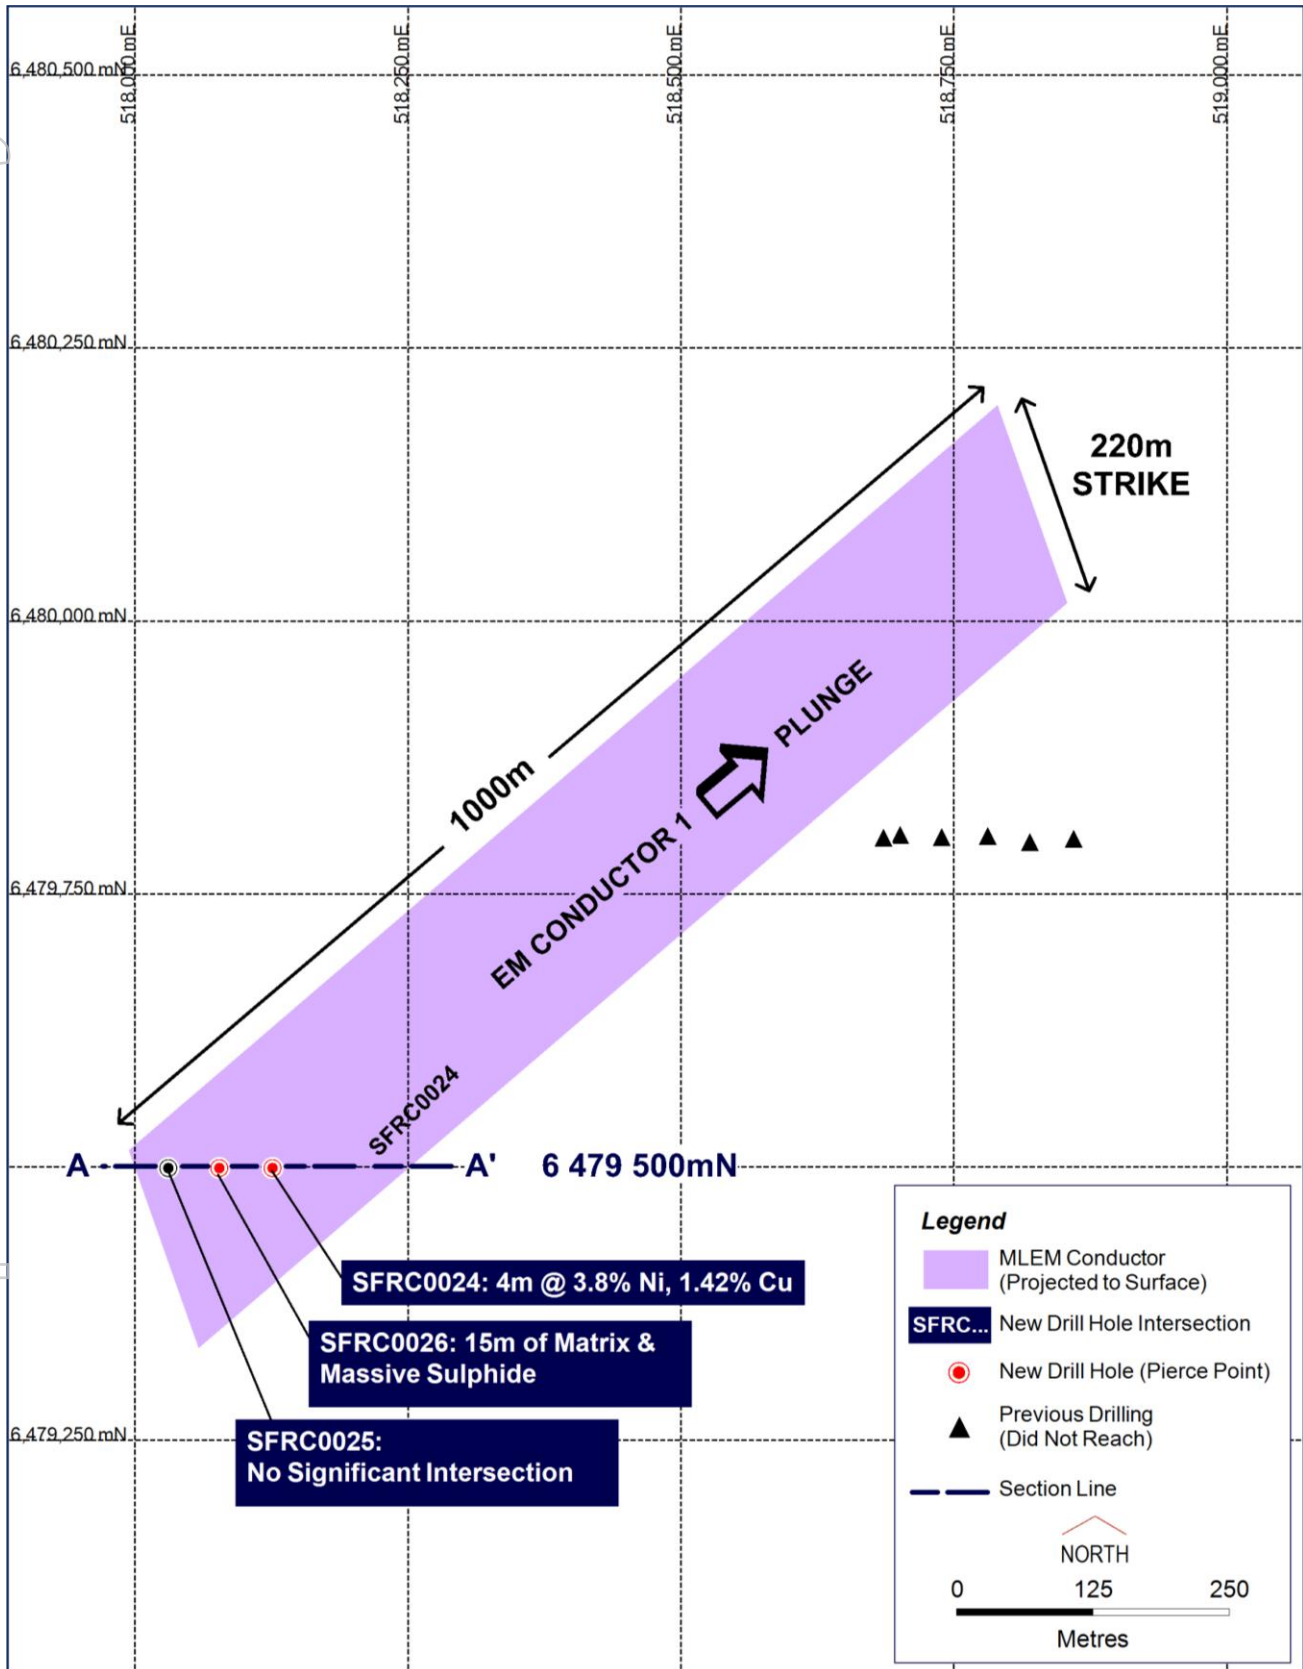 518,000 mE
518,250 mE
518,500 mE
518,750 mE
519,000 mE
6,480,500 mN
6,480,250 mN
220m
STRIKE
6,480,000 mN
PLUNGE
1000m
EM CONDUCTOR 1
6,479,750 mN
SFRC0024
A
A'
6 479 500mN
SFRC0024: 4m @ 3.8% Ni, 1.42% Cu
SFRC0026: 15m of Matrix &
Massive Sulphide
6,479,250 mN
SFRC0025:
No Significant Intersection
Legend
MLEM Conductor
(Projected to Surface)
SFRC... New Drill Hole Intersection
New Drill Hole (Pierce Point)
Previous Drilling
(Did Not Reach)
Section Line
NORTH
0 125 250
Metres